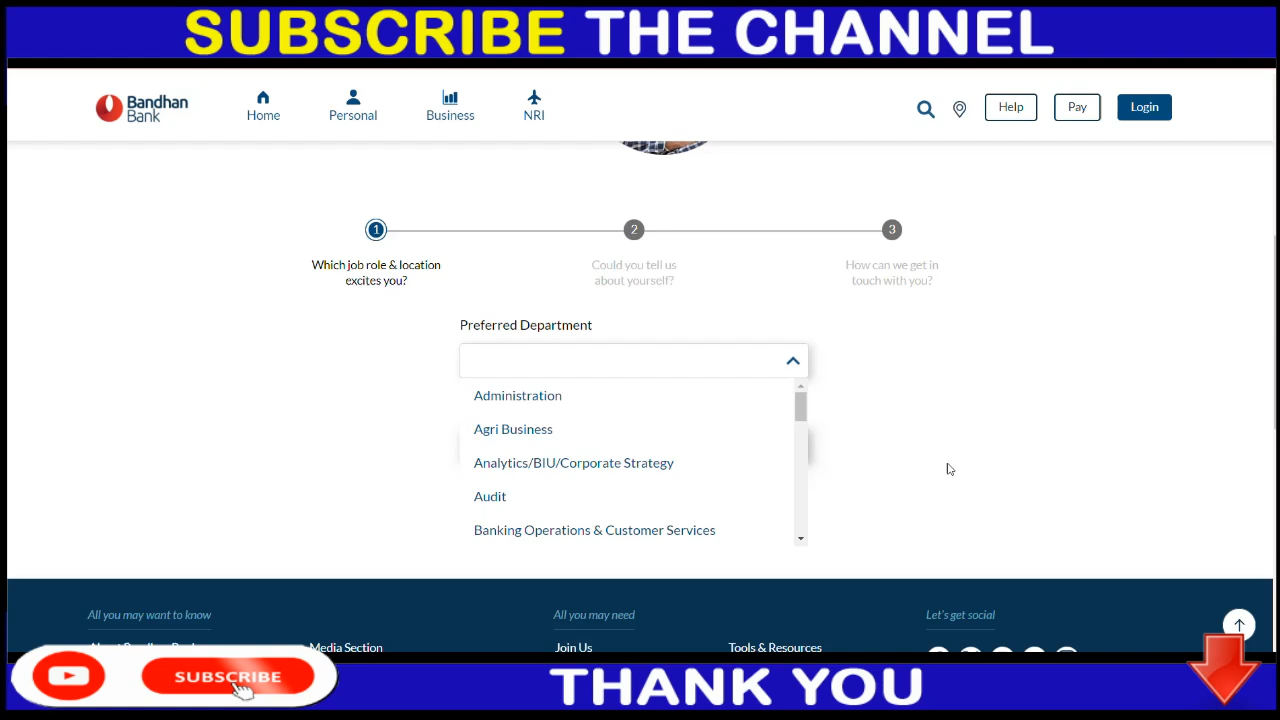 SUBSCRIBE THE CHANNEL
Bandhan
Bank
Home
Personal
Business
NRI
Help
Pay
Login
1
2
3
Which job role & location
excites you?
Could you tell us
about yourself?
How can we get in
touch with you?
Preferred Department
Administration
Agri Business
Analytics/BIU/Corporate Strategy
Audit
Banking Operations & Customer Services
All you may want to know
All you may need
Let's get social
Media Section
Join Us
Tools & Resources
SUBSCRIBE
THANK YOU